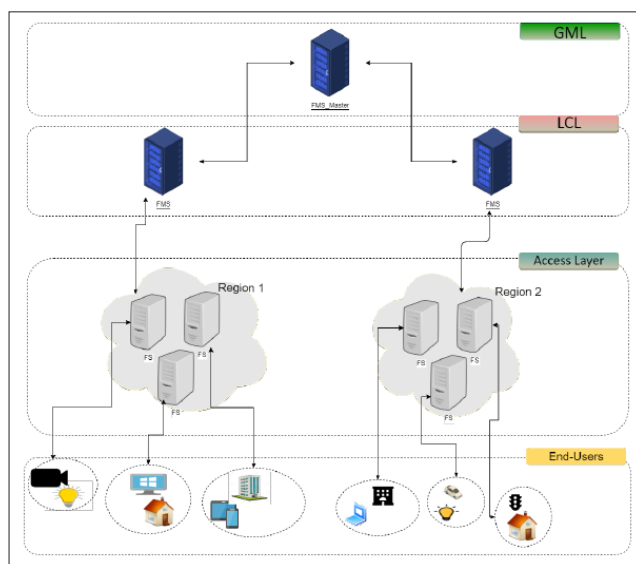 GML
FMS_Master
LCL
FMS
FMS
Access Layer
Region 1
Region 2
FS
FS
FS
FS
FS
FS
End-Users